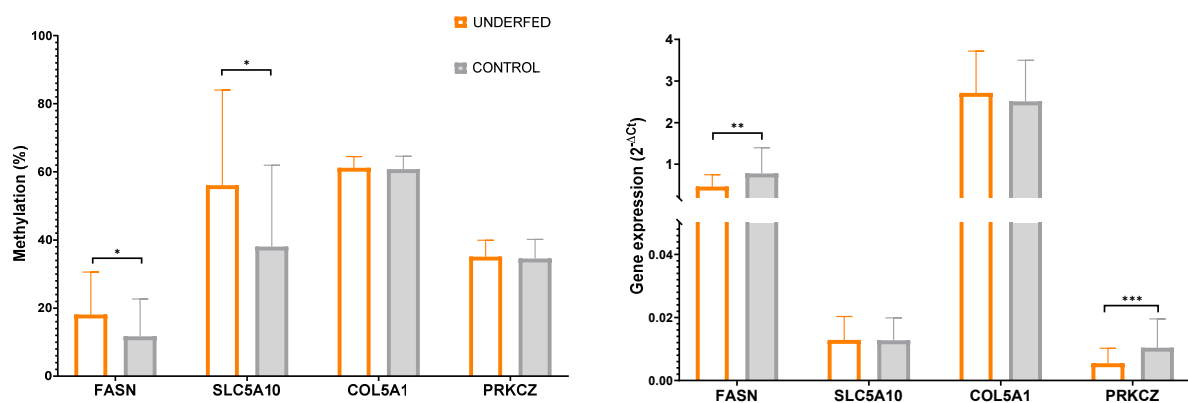 UNDERFED
CONTROL
Methylation (%)
100
80
60
40
20
0
*
*
FASN SLC5A10 COL5A1 PRKCZ
Gene expression (2^-ΔCt)
4
3
2
1
0.04
0.02
0.00
**
***
FASN SLC5A10 COL5A1 PRKCZ